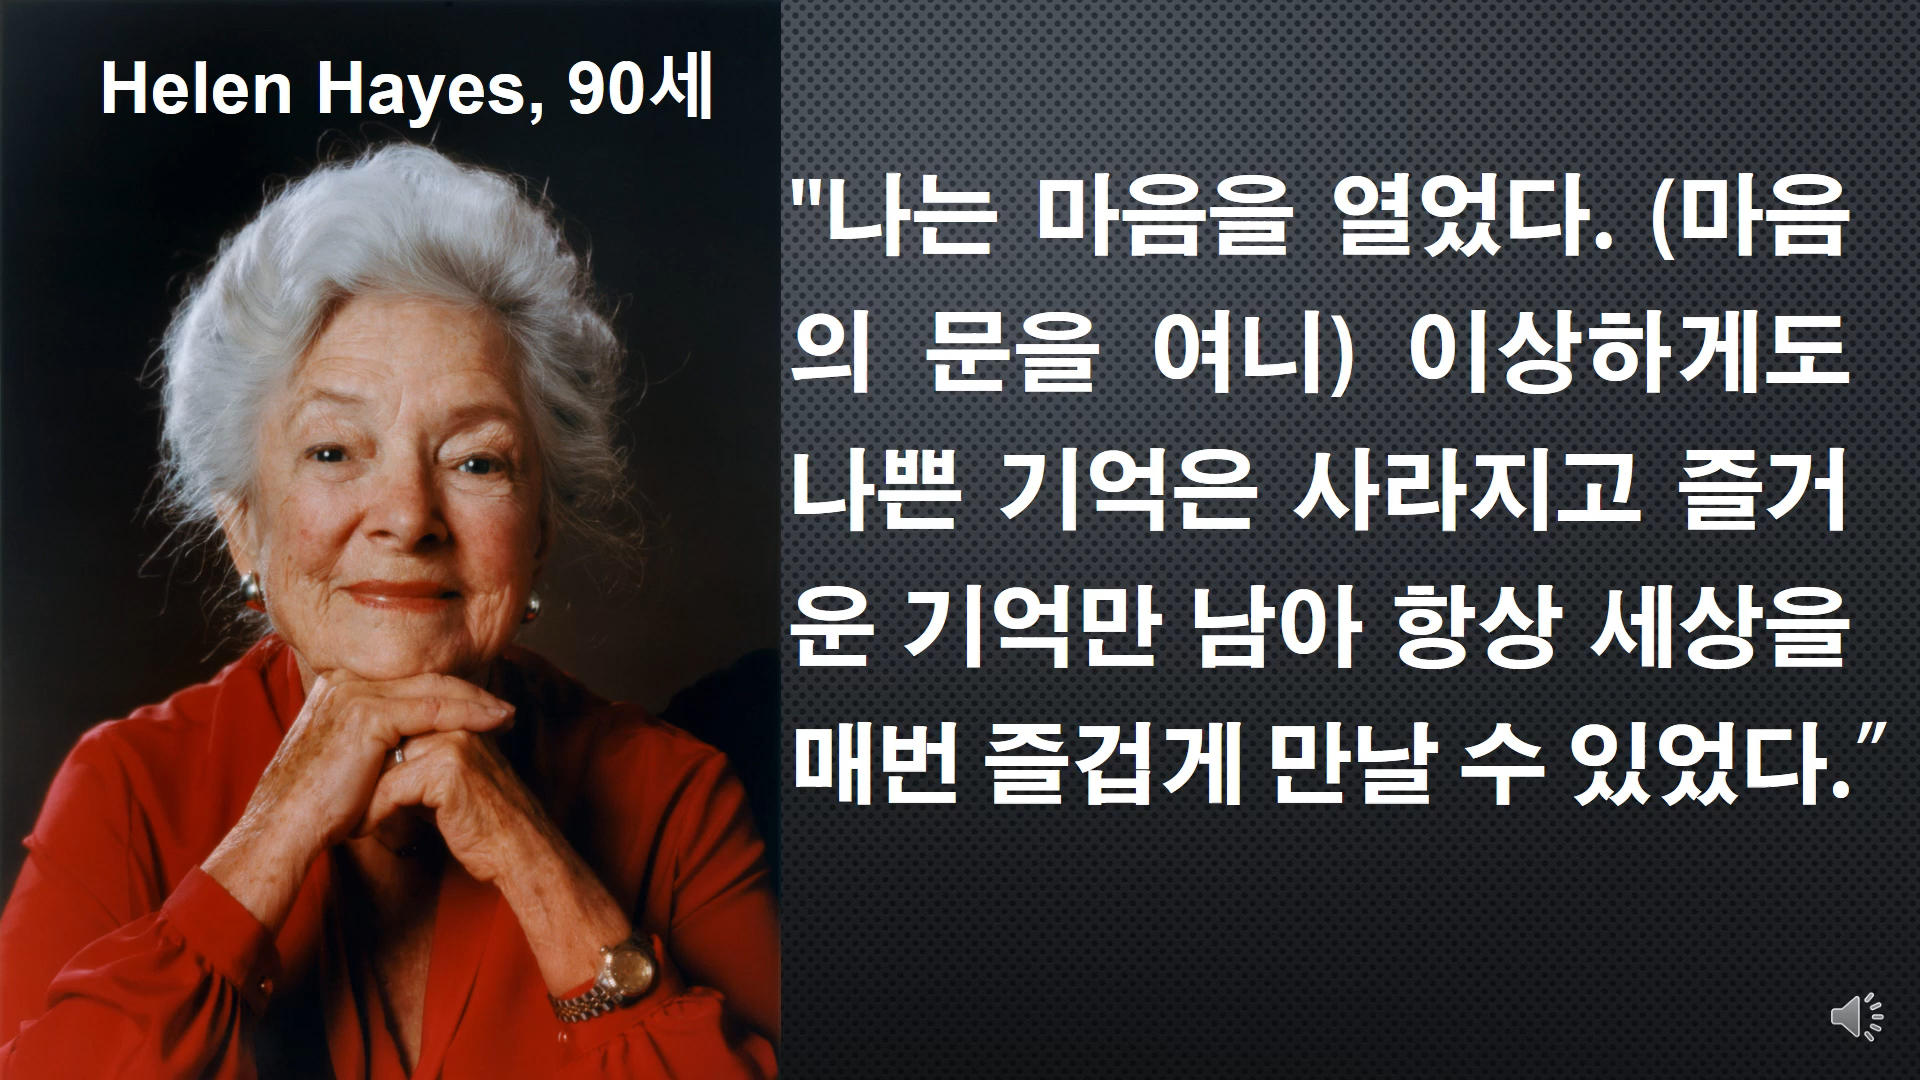 Helen Hayes, 90세
"나는 마음을 열었다. (마음
의 문을 여니) 이상하게도
나쁜 기억은 사라지고 즐거
운 기억만 남아 항상 세상을
매번 즐겁게 만날 수 있었다.”